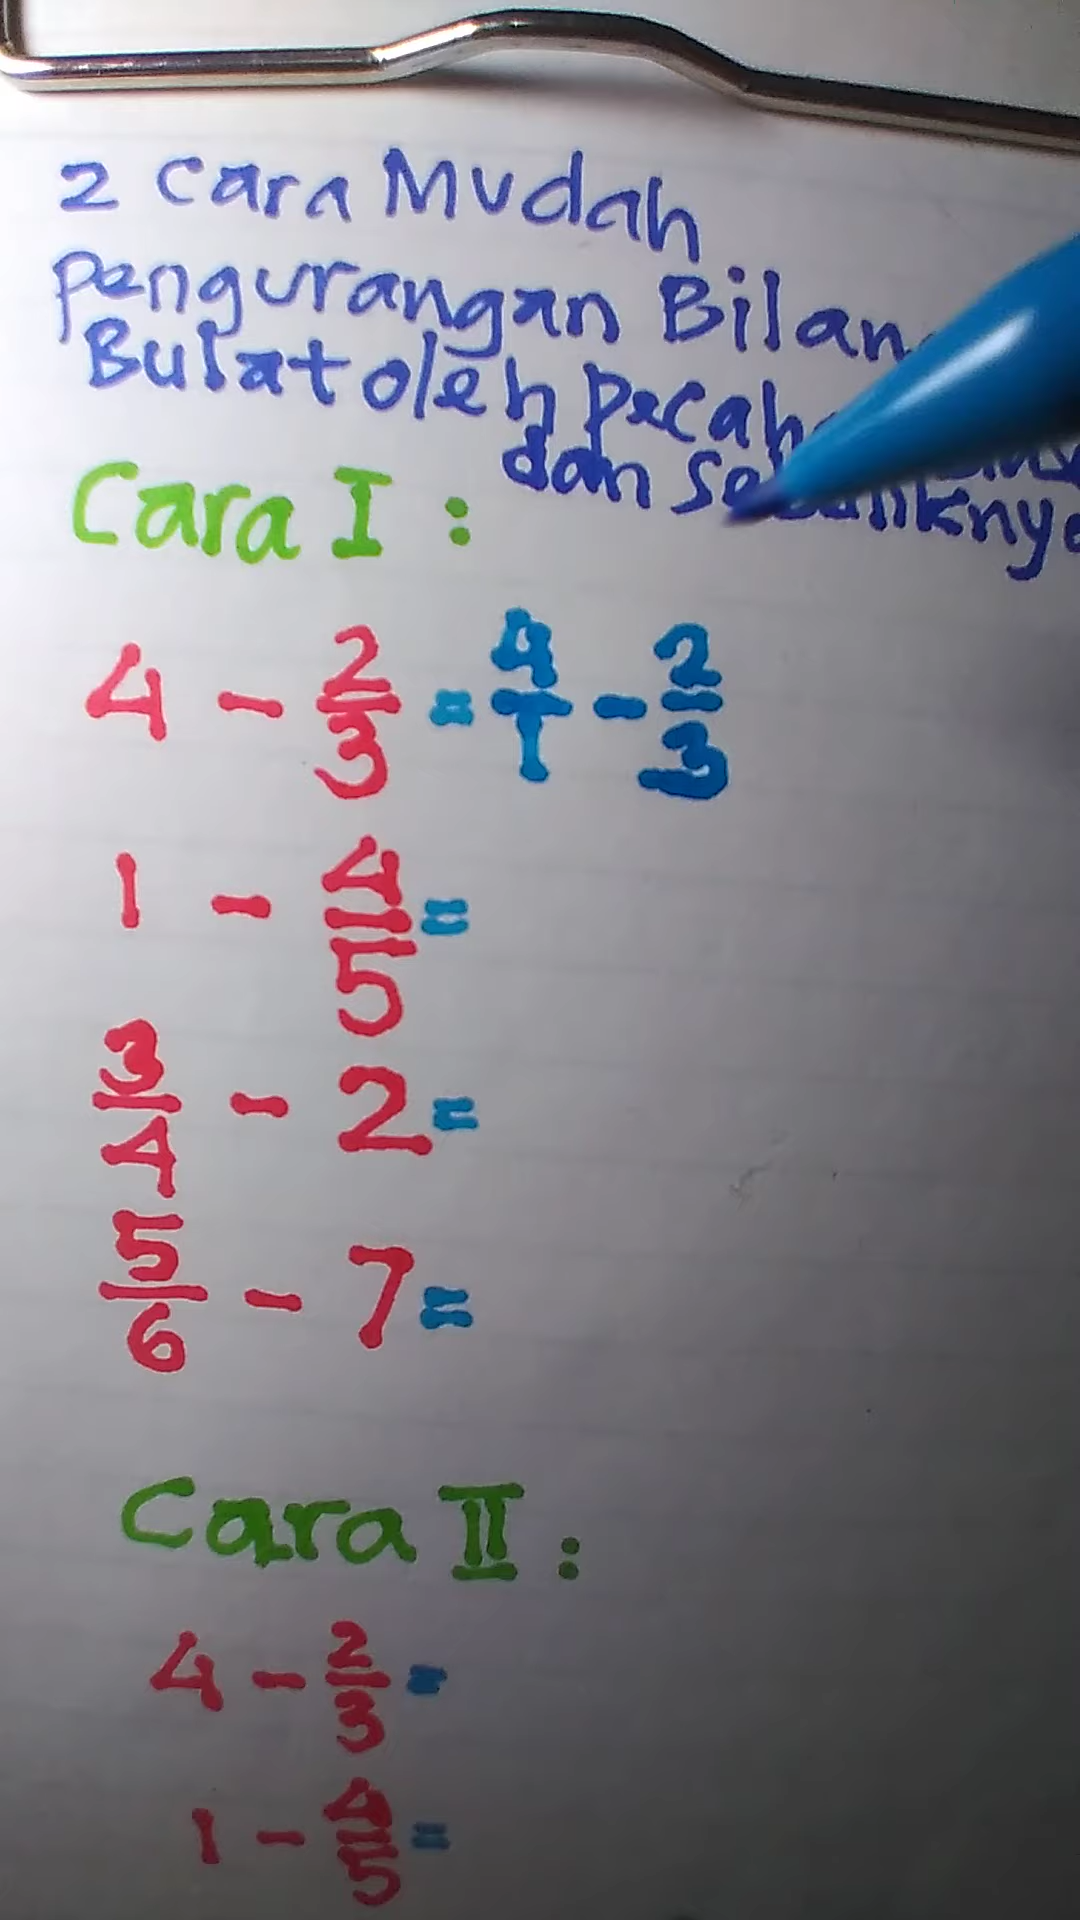 2 Cara Mudah
pengurangan Bilan
Bulat oleh pecah
dan
Cara I :
4 - 2/3 = 4/1 - 2/3
1 - 4/5 =
3/4 - 2 =
5/6 - 7 =
Cara II :
4 - 2/3 =
1 - 4/5 =